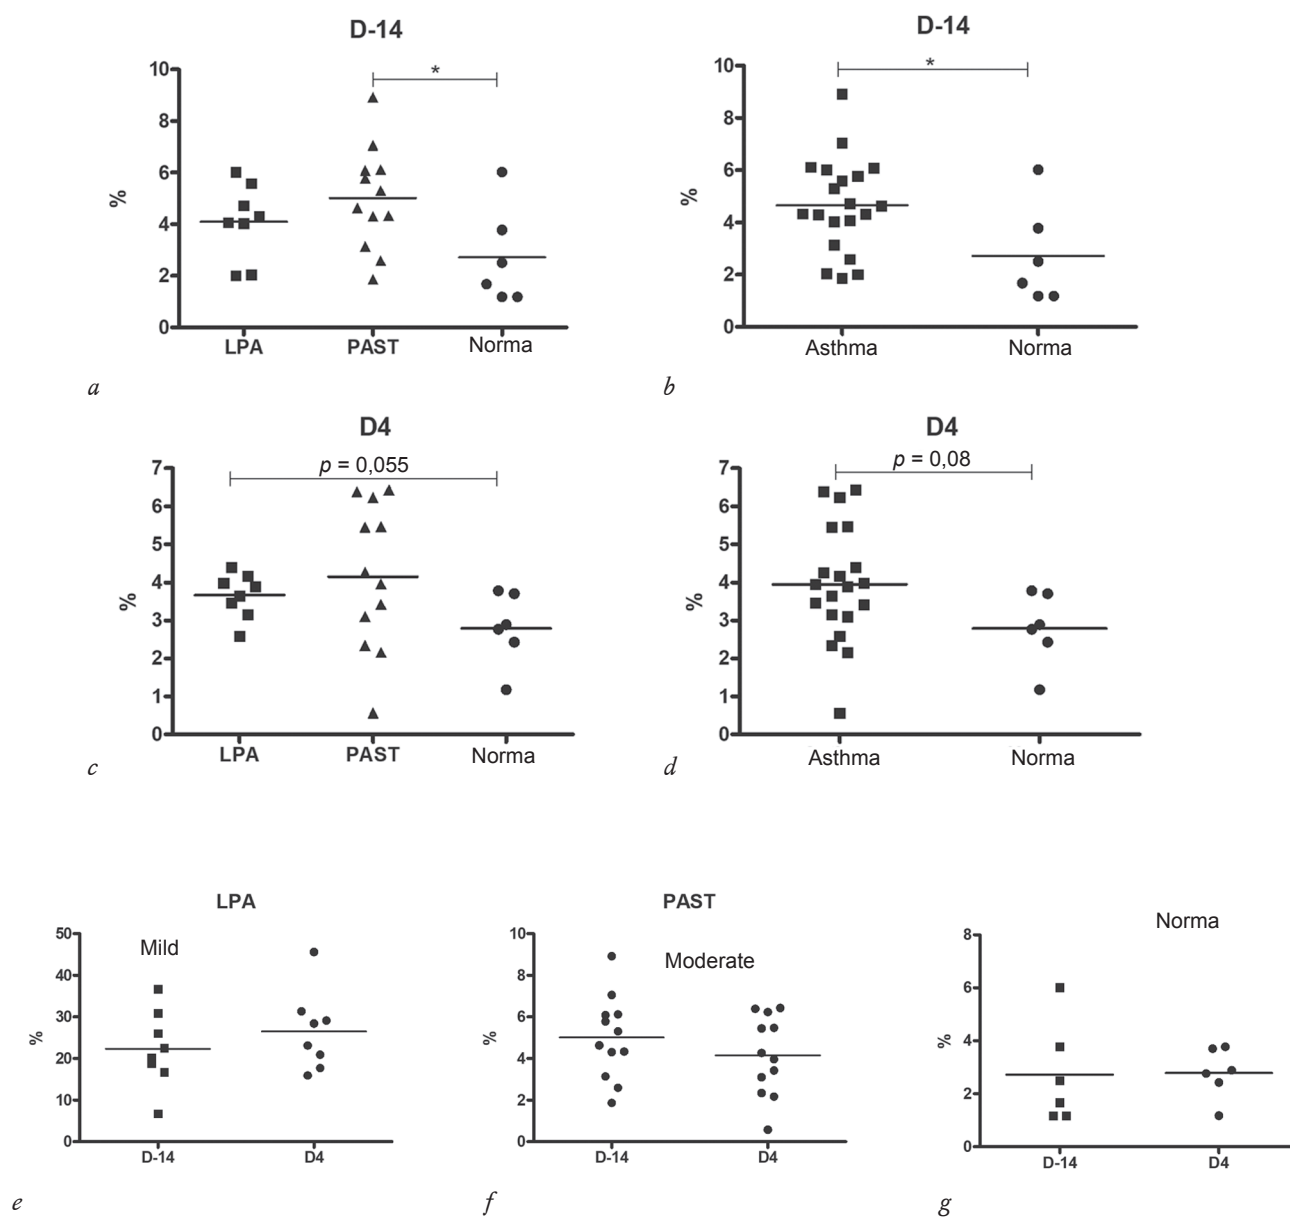 D-14
10
8
6
4
2
0
%
*
LPA PAST Norma
a
D-14
10
8
6
4
2
0
%
*
Asthma Norma
b
D4
7
6
5
4
3
2
1
0
%
p = 0,055
LPA PAST Norma
c
D4
7
6
5
4
3
2
1
0
%
p = 0,08
Asthma Norma
d
LPA
50
40
30
20
10
0
%
Mild
D-14 D4
e
PAST
10
8
6
4
2
0
%
Moderate
D-14 D4
f
Norma
8
6
4
2
0
%
D-14 D4
g